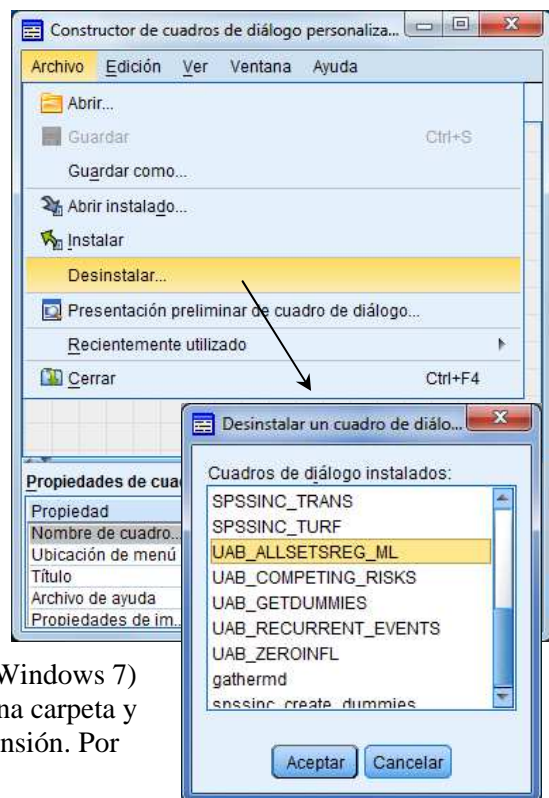 Constructor de cuadros de diálogo personaliza...
Archivo Edición Ver Ventana Ayuda
Abrir...
Guardar Ctrl+S
Guardar como...
Abrir instalado...
Instalar
Desinstalar...
Presentación preliminar de cuadro de diálogo...
Recientemente utilizado
Cerrar Ctrl+F4
Propiedades de cua
Propiedad
Nombre de cuadro...
Ubicación de menú
Título
Archivo de ayuda
Propiedades de im...
Desinstalar un cuadro de diálo...
Cuadros de diálogo instalados:
SPSSINC_TRANS
SPSSINC_TURF
UAB_ALLSETSREG_ML
UAB_COMPETING_RISKS
UAB_GETDUMMIES
UAB_RECURRENT_EVENTS
UAB_ZEROINFL
gathermd
spssinc_create_dummies
Aceptar Cancelar
Windows 7)
na carpeta y
nsión. Por